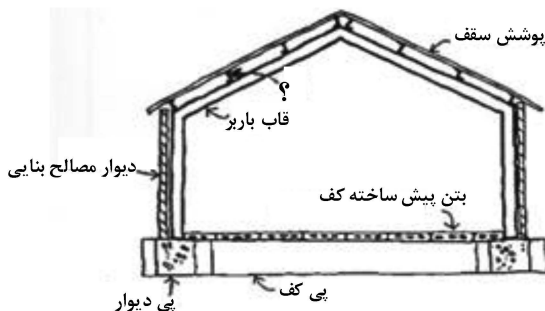 پوشش سقف
؟
قاب باربر
دیوار مصالح بنایی
بتن پیش ساخته کف
پی کف
پی دیوار